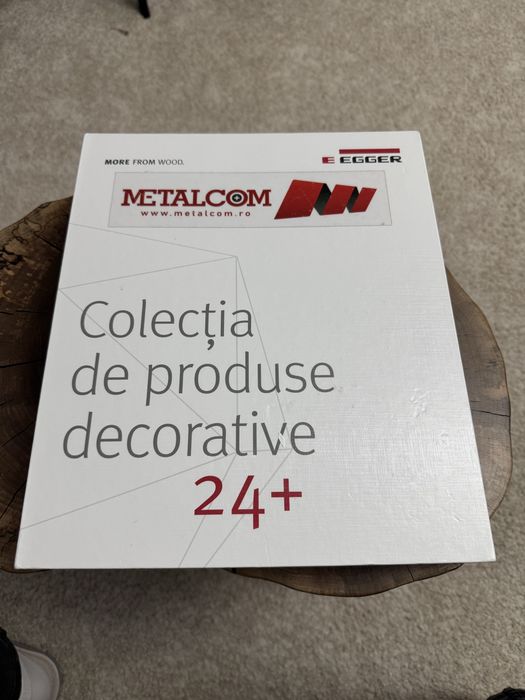 MORE FROM WOOD.
E EGGER
METALCOM
www.metalcom.ro
Colecția
de produse
decorative
24+